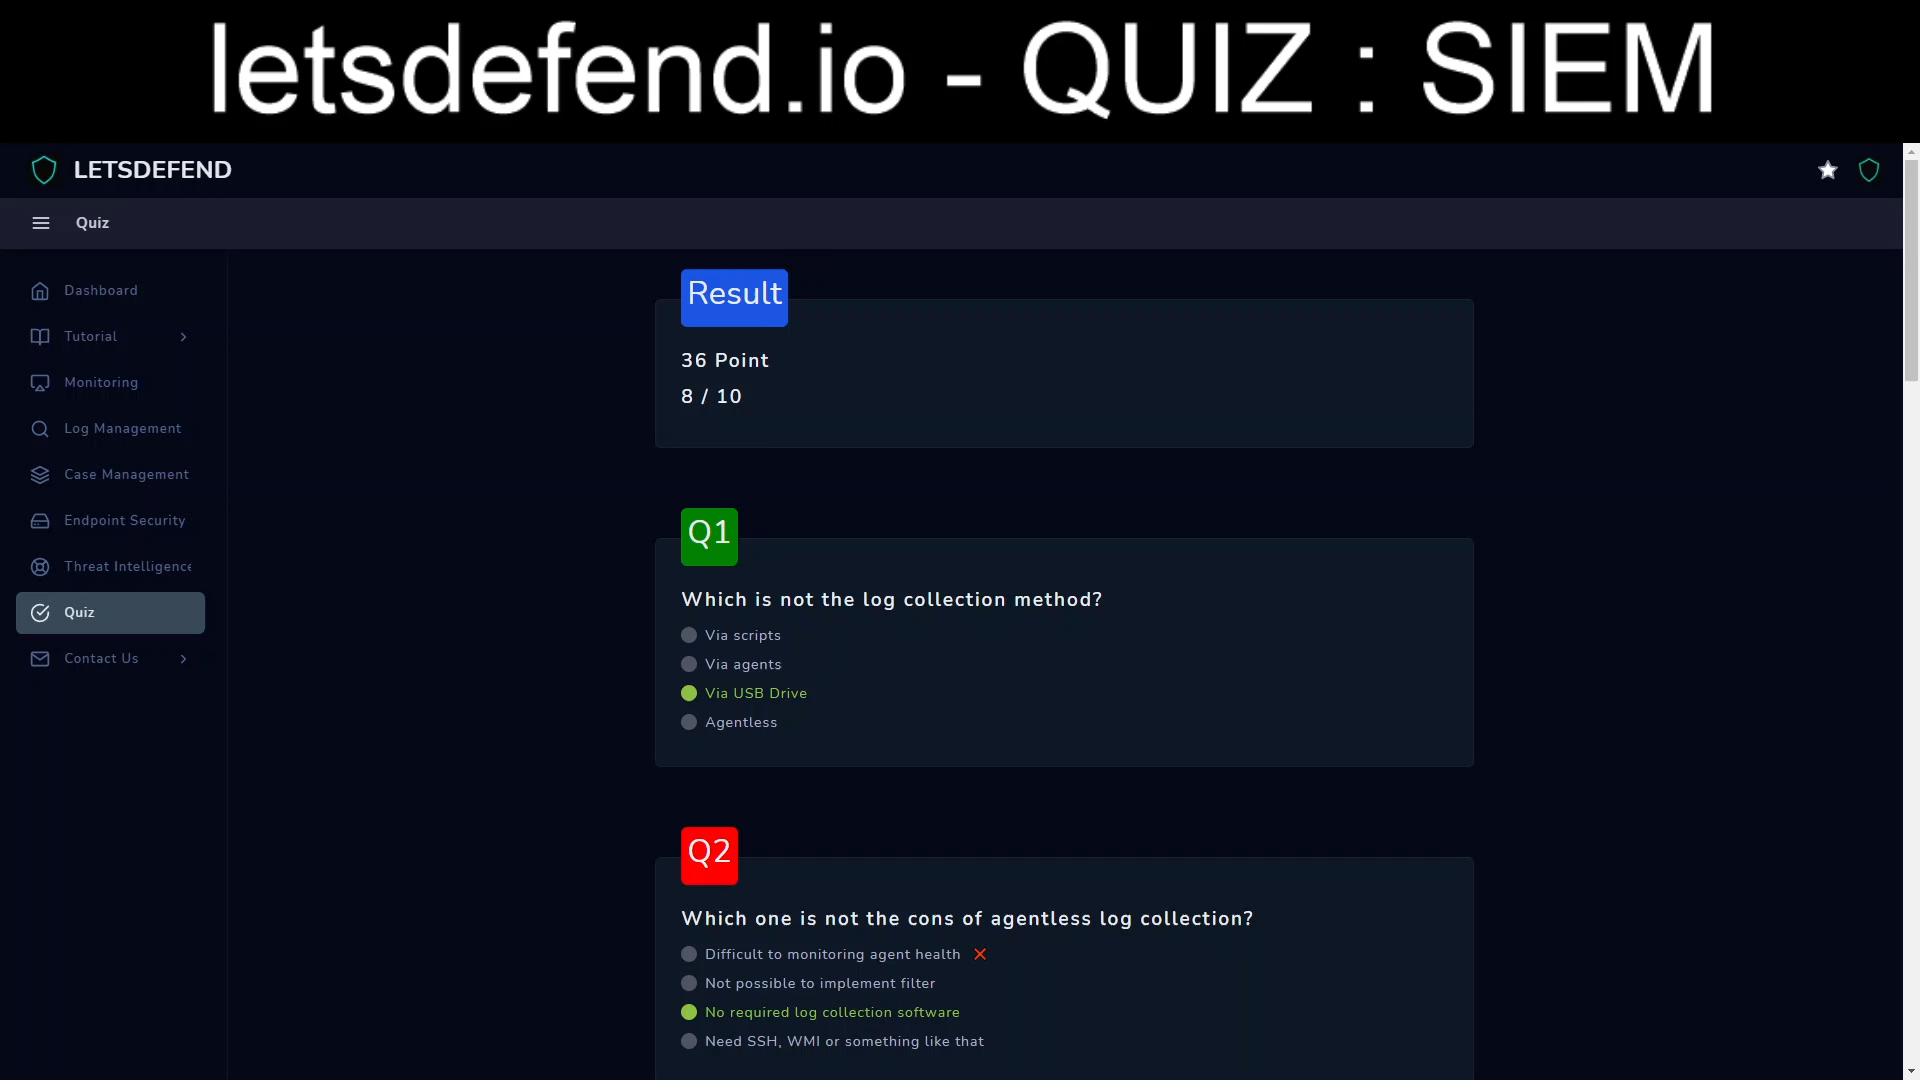 letsdefend.io - QUIZ : SIEM
LETSDEFEND
Quiz
Dashboard
Tutorial
Monitoring
Log Management
Case Management
Endpoint Security
Threat Intelligence
Quiz
Contact Us
Result
36 Point
8 / 10
Q1
Which is not the log collection method?
Via scripts
Via agents
Via USB Drive
Agentless
Q2
Which one is not the cons of agentless log collection?
Difficult to monitoring agent health
Not possible to implement filter
No required log collection software
Need SSH, WMI or something like that